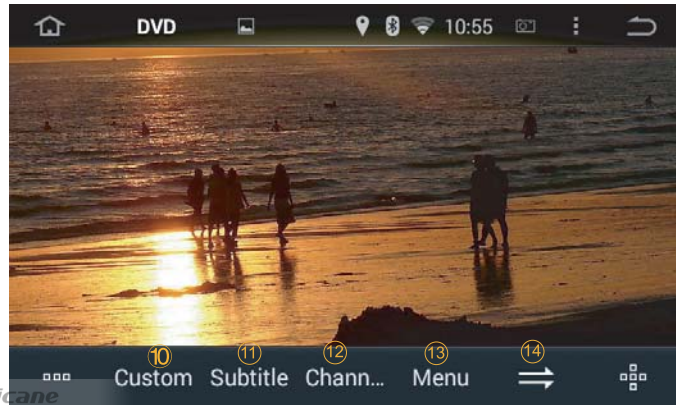 DVD 10:55
⑩ ⑪ ⑫ ⑬ ⑭
Custom Subtitle Chann... Menu
icane